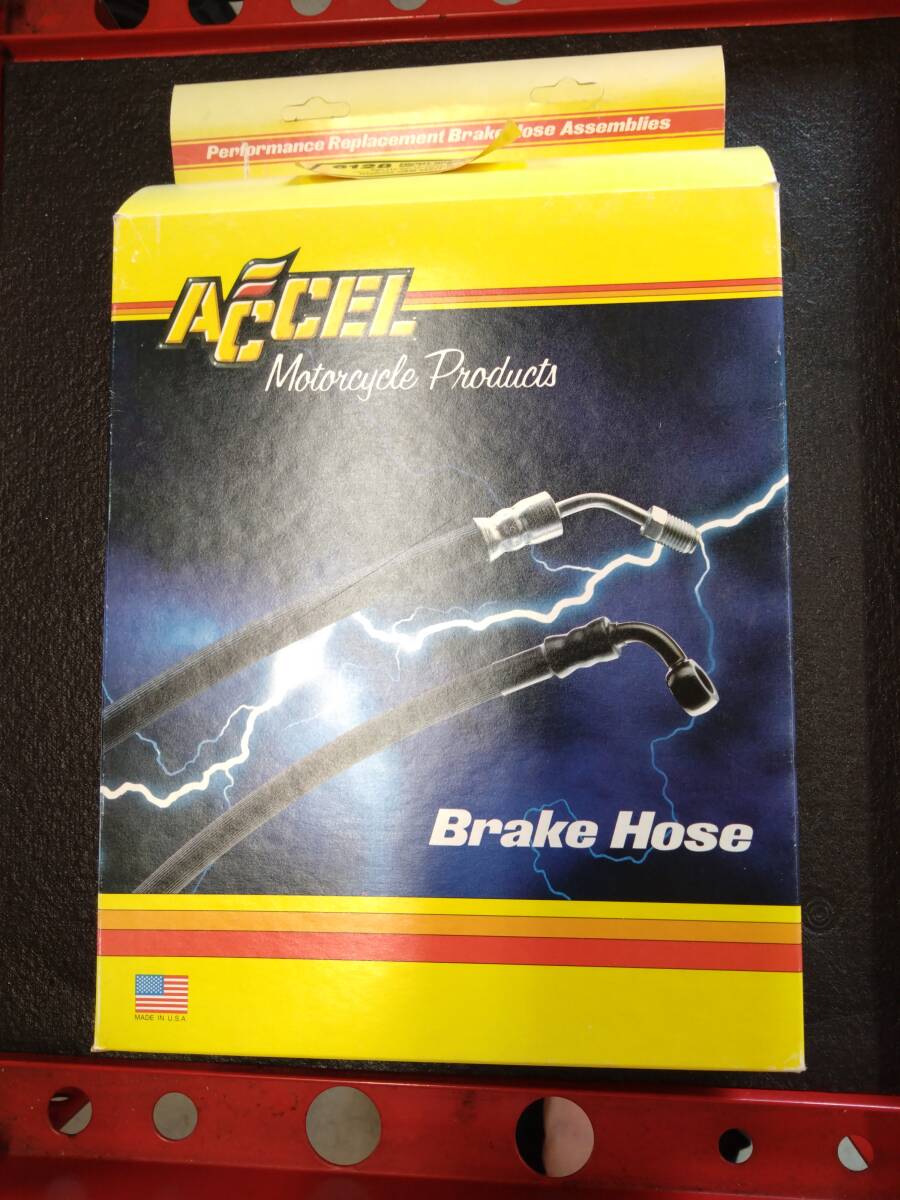 Performance Replacement Brake Hose Assemblies
ACCEL
Motorcycle Products
Brake Hose
MADE IN U.S.A